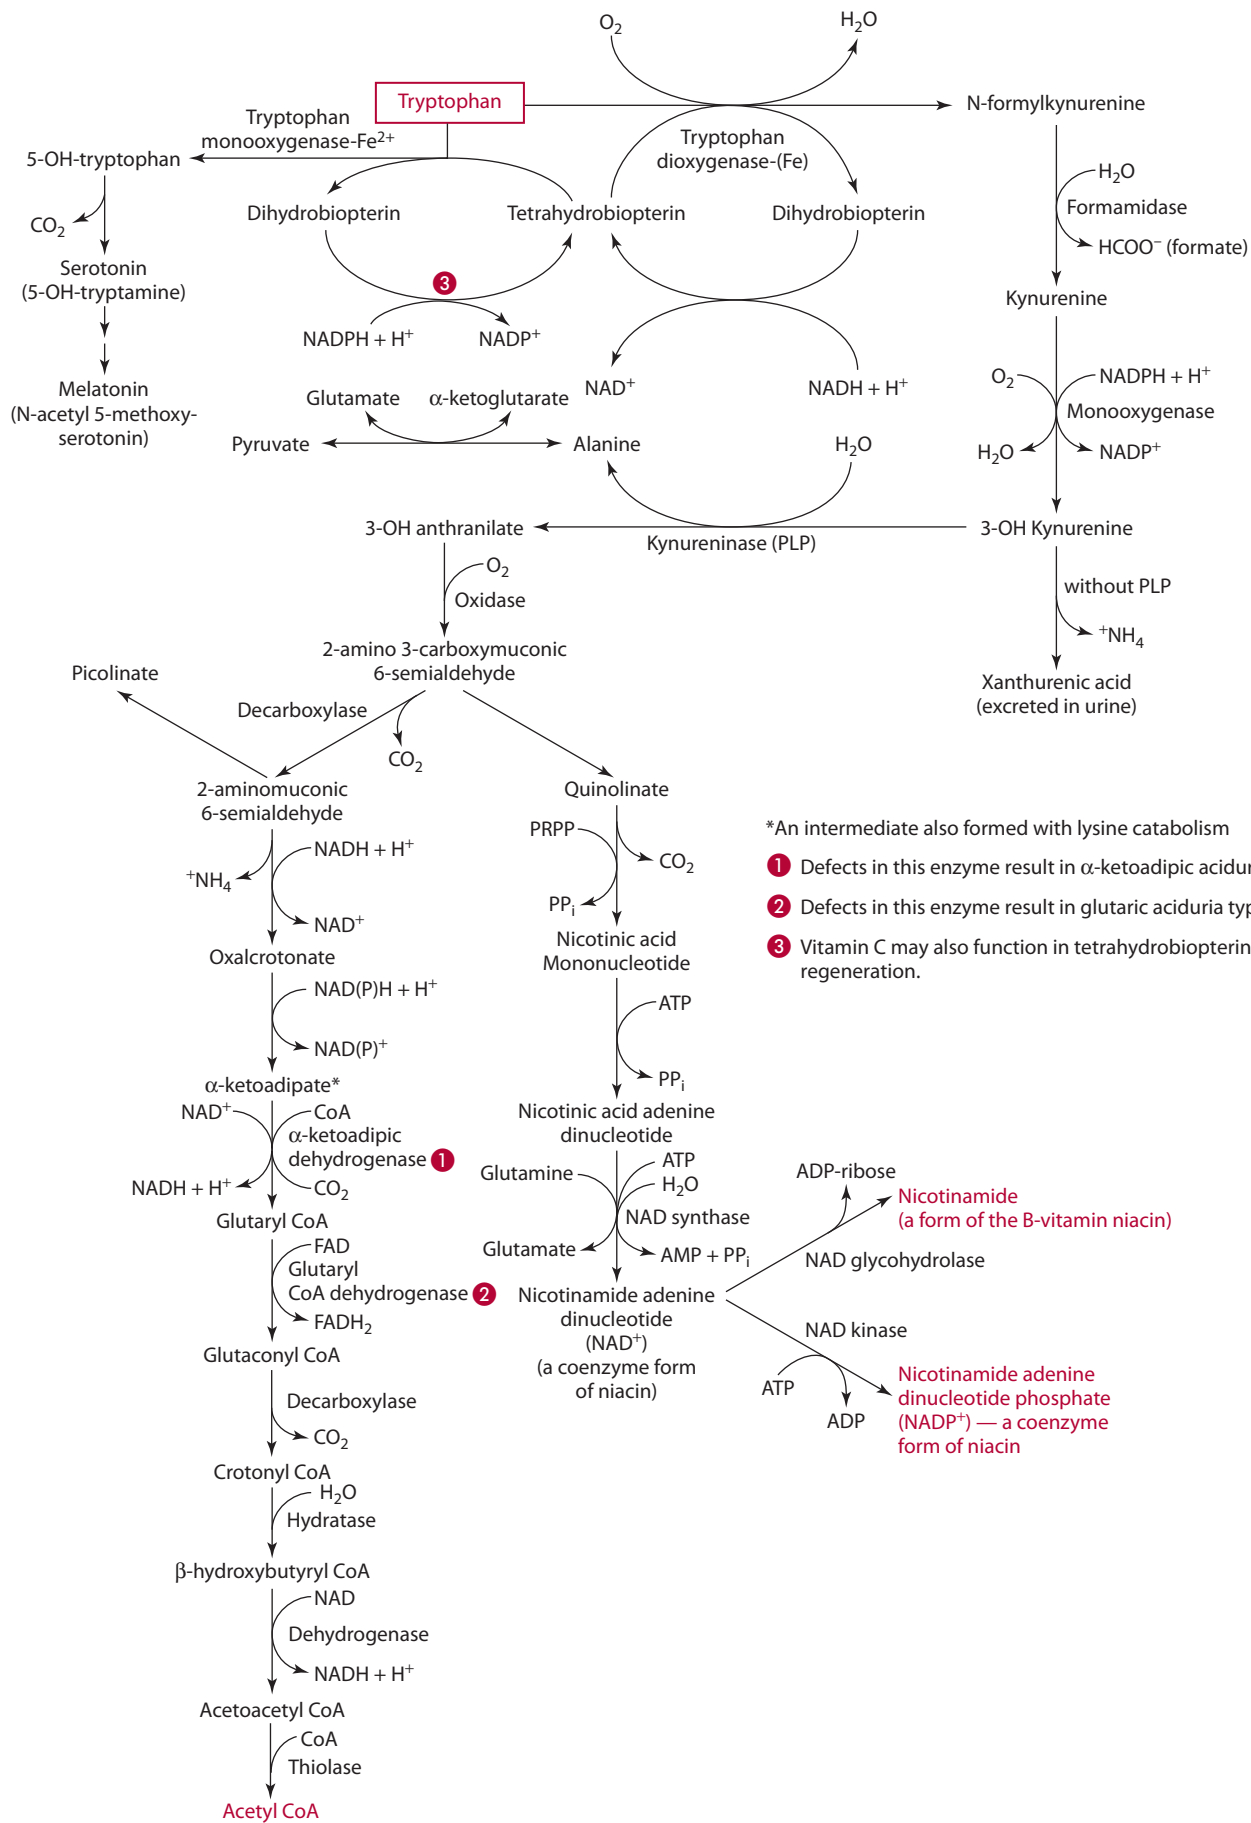 O2
H2O
Tryptophan
N-formylkynurenine
Tryptophan
monooxygenase-Fe2+
Tryptophan
dioxygenase-(Fe)
5-OH-tryptophan
H2O
Formamidase
HCOO− (formate)
Dihydrobiopterin
Tetrahydrobiopterin
Dihydrobiopterin
CO2
Serotonin
(5-OH-tryptamine)
3
NADPH + H+
NADP+
Kynurenine
Melatonin
(N-acetyl 5-methoxy-
serotonin)
NAD+
NADH + H+
O2
NADPH + H+
Monooxygenase
H2O
NADP+
Glutamate
α-ketoglutarate
Pyruvate
Alanine
H2O
3-OH anthranilate
Kynureninase (PLP)
3-OH Kynurenine
O2
Oxidase
without PLP
+NH4
2-amino 3-carboxymuconic
6-semialdehyde
Xanthurenic acid
(excreted in urine)
Picolinate
Decarboxylase
CO2
2-aminomuconic
6-semialdehyde
Quinolinate
NADH + H+
+NH4
NAD+
PRPP
CO2
PPi
*An intermediate also formed with lysine catabolism
1 Defects in this enzyme result in α-ketoadipic
2 Defects in this enzyme result in glutaric aciduria
3 Vitamin C may also function in tetrahydrobiopterin
regeneration.
Oxalcrotonate
Nicotinic acid
Mononucleotide
NAD(P)H + H+
NAD(P)+
ATP
PPi
α-ketoadipate*
NAD+
CoA
α-ketoadipic
dehydrogenase 1
NADH + H+
CO2
Nicotinic acid adenine
dinucleotide
Glutamine
ATP
H2O
NAD synthase
Glutamate
AMP + PPi
ADP-ribose
Nicotinamide
(a form of the B-vitamin niacin)
NAD glycohydrolase
Glutaryl CoA
FAD
Glutaryl
CoA dehydrogenase 2
FADH2
Nicotinamide adenine
dinucleotide
(NAD+)
(a coenzyme form
of niacin)
NAD kinase
ATP
ADP
Nicotinamide adenine
dinucleotide phosphate
(NADP+) — a coenzyme
form of niacin
Glutaconyl CoA
Decarboxylase
CO2
Crotonyl CoA
H2O
Hydratase
β-hydroxybutyryl CoA
NAD
Dehydrogenase
NADH + H+
Acetoacetyl CoA
CoA
Thiolase
Acetyl CoA